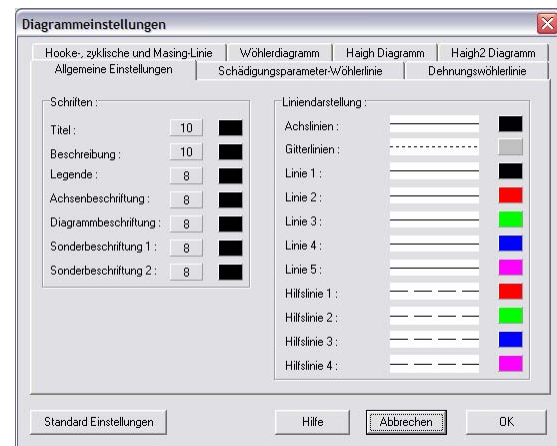 Diagrammeinstellungen
Hooke-, zyklische und Masing-Linie
Wöhlerdiagramm
Haigh Diagramm
Haigh2 Diagramm
Allgemeine Einstellungen
Schädigungsparameter-Wöhlerlinie
Dehnungswöhlerlinie
Schriften :
Titel : 10
Beschreibung : 10
Legende : 8
Achsenbeschriftung : 8
Diagrammbeschriftung : 8
Sonderbeschriftung 1 : 8
Sonderbeschriftung 2 : 8
Liniendarstellung :
Achslinien :
Gitterlinien :
Linie 1 :
Linie 2 :
Linie 3 :
Linie 4 :
Linie 5 :
Hilfslinie 1 :
Hilfslinie 2 :
Hilfslinie 3 :
Hilfslinie 4 :
Standard Einstellungen
Hilfe
Abbrechen
OK